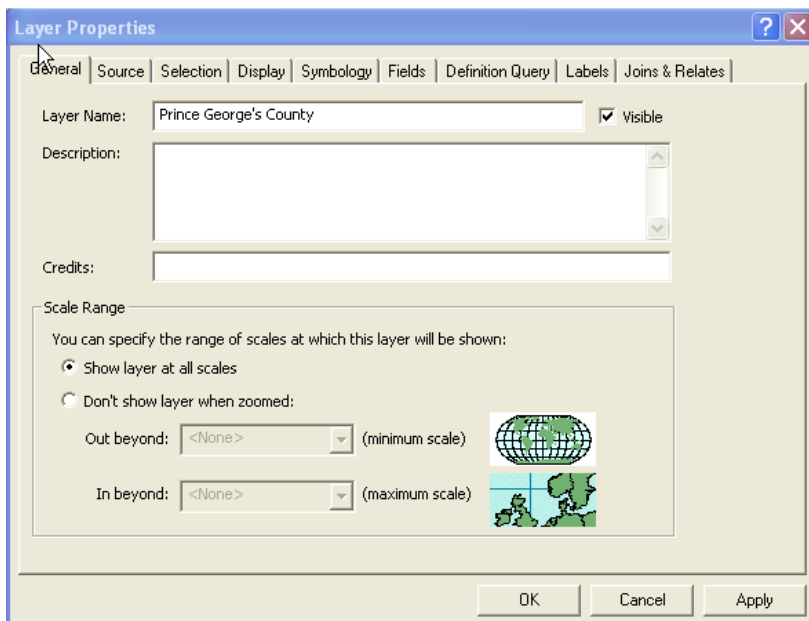 Layer Properties
?
General Source Selection Display Symbology Fields Definition Query Labels Joins & Relates
Layer Name: Prince George's County Visible
Description:
Credits:
Scale Range
You can specify the range of scales at which this layer will be shown:
Show layer at all scales
Don't show layer when zoomed:
Out beyond: <None> (minimum scale)
In beyond: <None> (maximum scale)
OK Cancel Apply